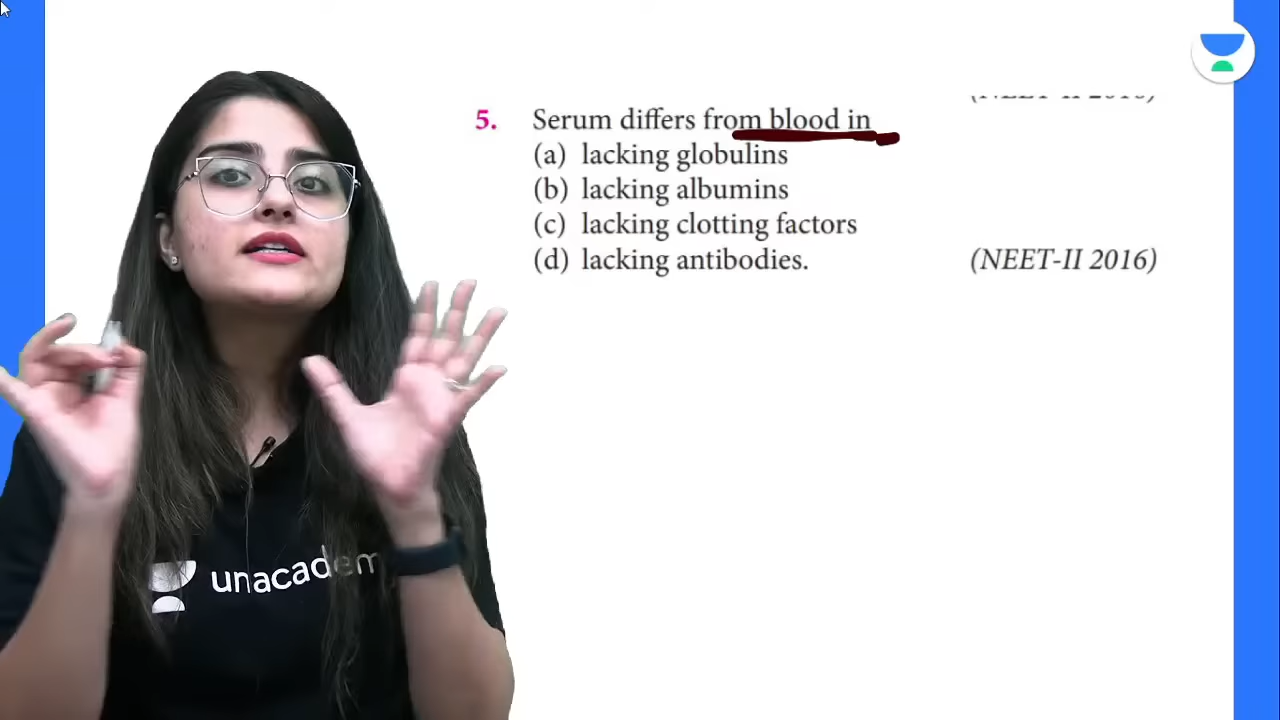 5. Serum differs from blood in
(a) lacking globulins
(b) lacking albumins
(c) lacking clotting factors
(d) lacking antibodies. (NEET-II 2016)
unacadem